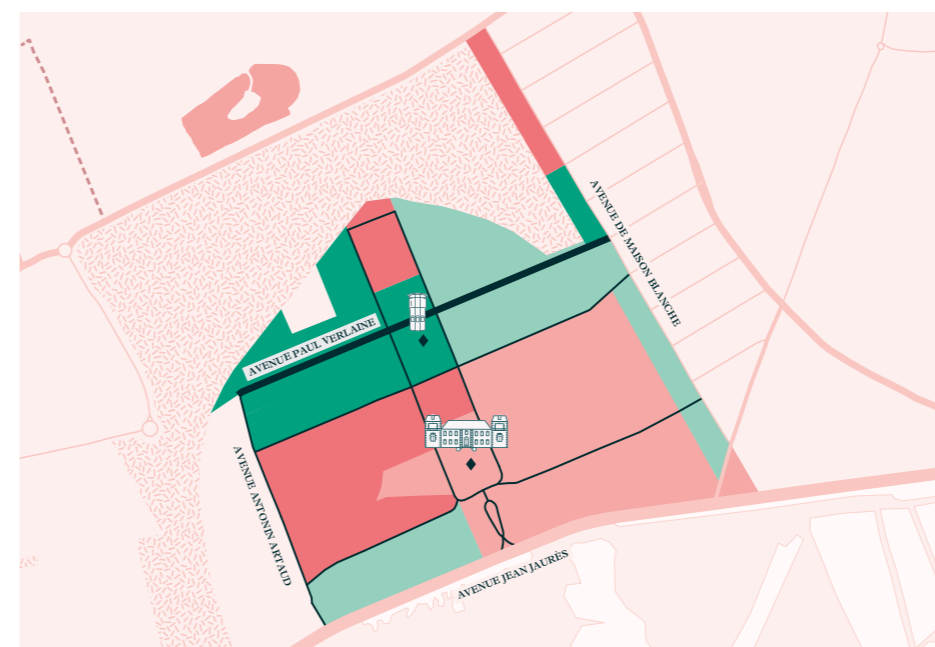 AVENUE DE MAISON BLANCHE
AVENUE PAUL VERLAINE
AVENUE ANTONIN ARTAUD
AVENUE JEAN JAURÈS